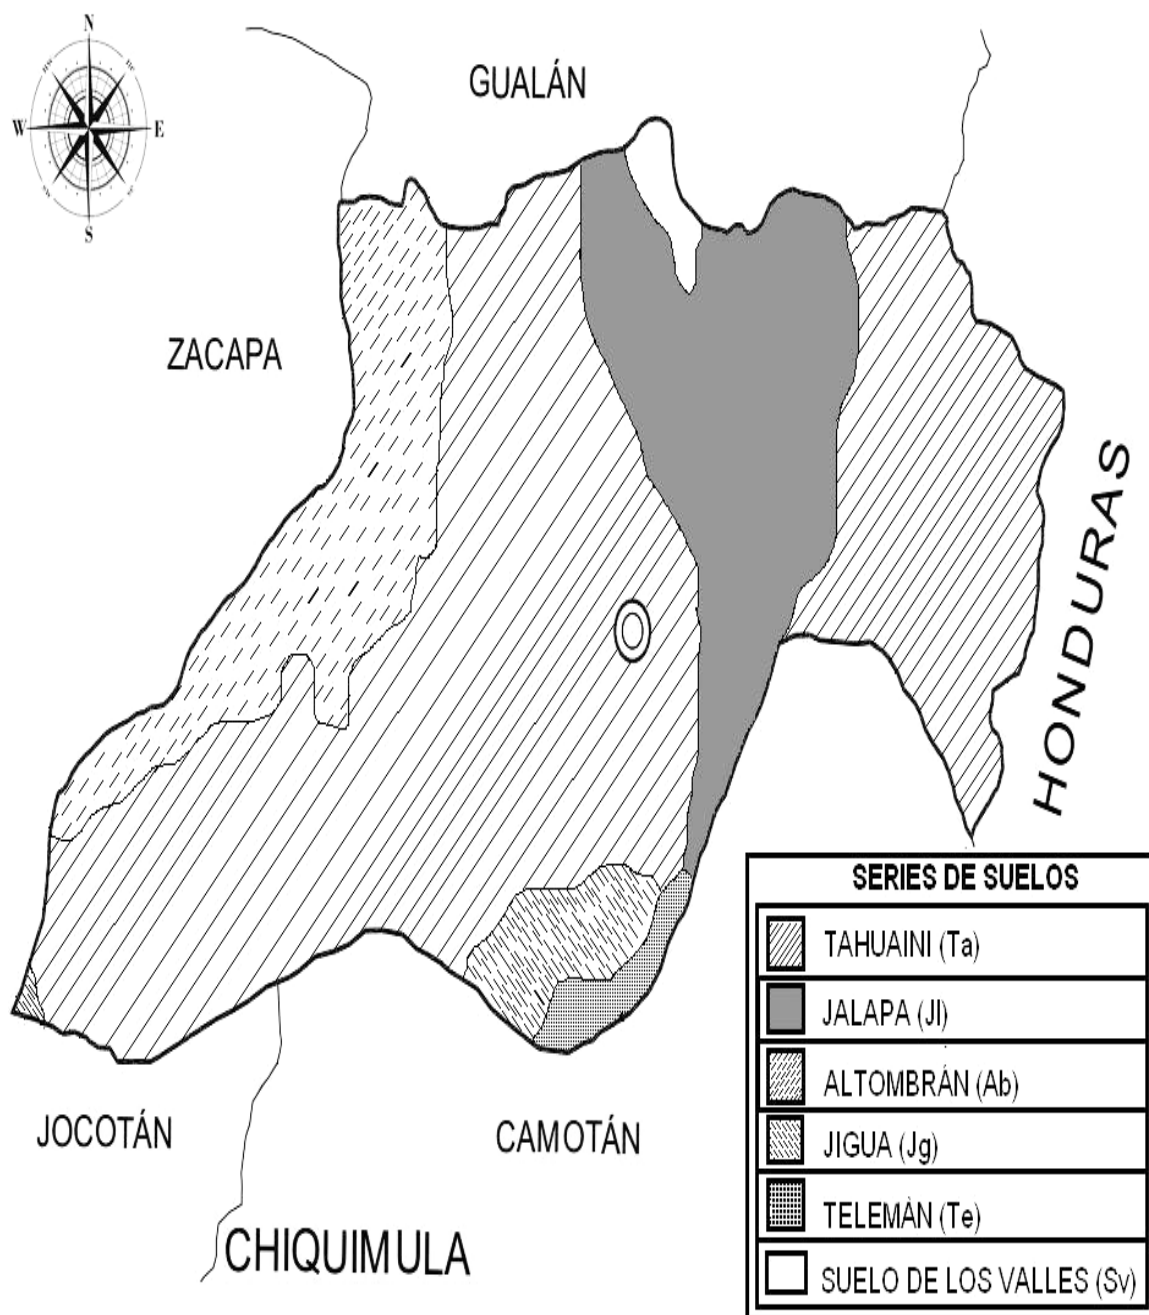 N
GUALÁN
W
E
S
ZACAPA
HONDURAS
SERIES DE SUELOS
TAHUAINI (Ta)
JALAPA (Jl)
ALTOMBRÁN (Ab)
JIGUA (Jg)
TELEMÁN (Te)
SUELO DE LOS VALLES (Sv)
JOCOTÁN
CAMOTÁN
CHIQUIMULA